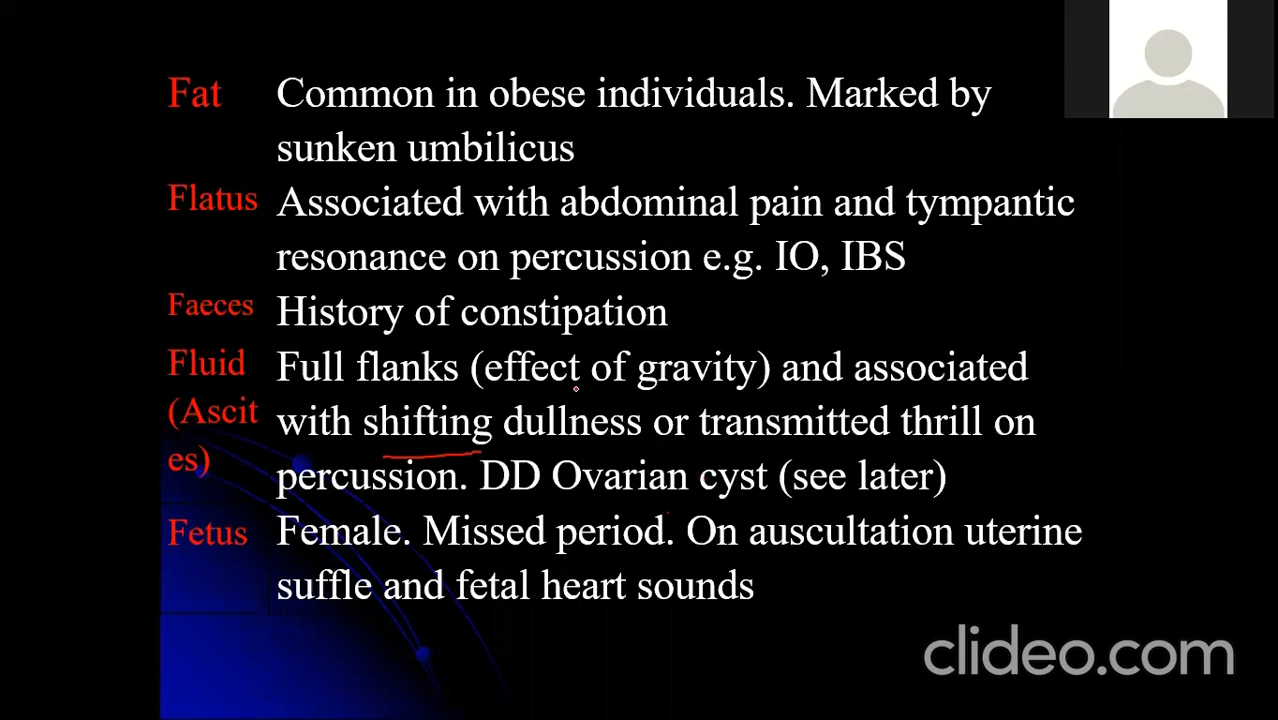 Fat Common in obese individuals. Marked by
sunken umbilicus
Flatus Associated with abdominal pain and tympantic
resonance on percussion e.g. IO, IBS
Faeces History of constipation
Fluid Full flanks (effect of gravity) and associated
(Ascit with shifting dullness or transmitted thrill on
es) percussion. DD Ovarian cyst (see later)
Fetus Female. Missed period. On auscultation uterine
suffle and fetal heart sounds
clideo.com